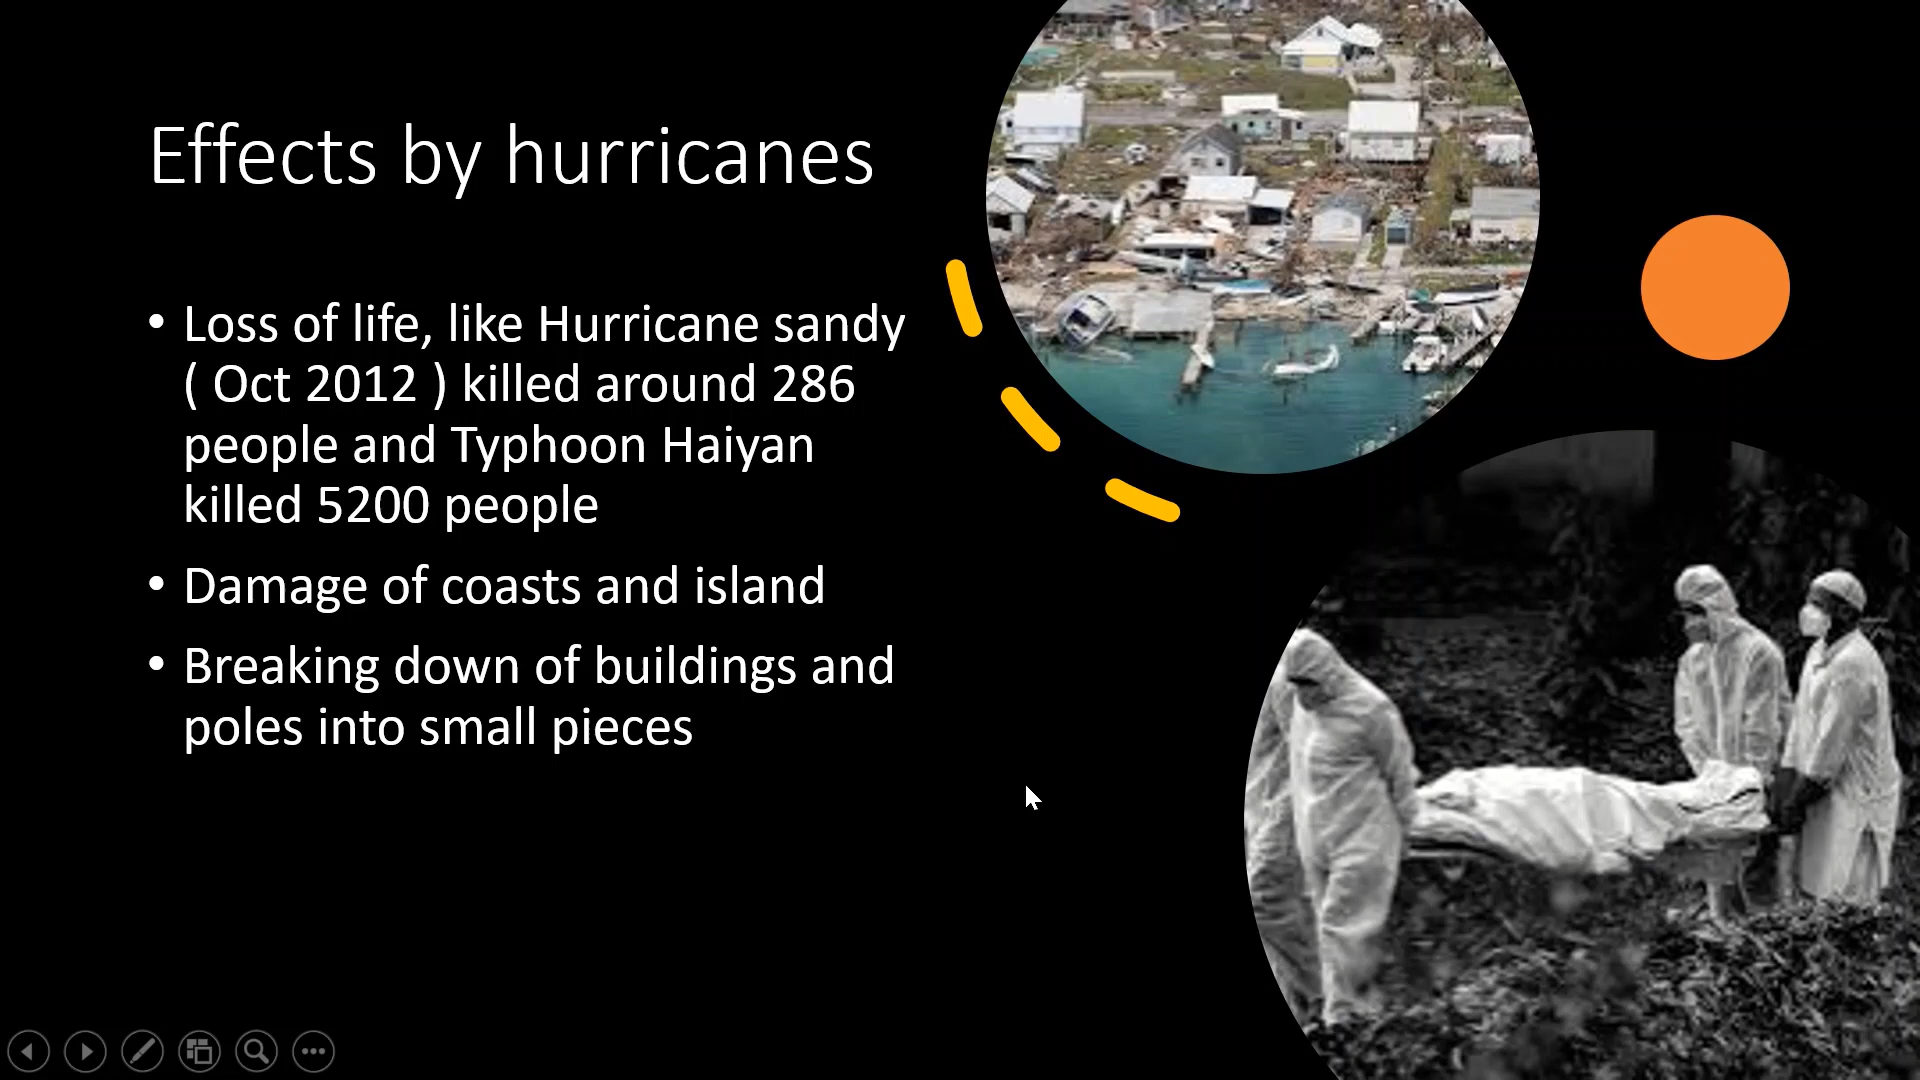 Effects by hurricanes
• Loss of life, like Hurricane sandy
( Oct 2012 ) killed around 286
people and Typhoon Haiyan
killed 5200 people
• Damage of coasts and island
• Breaking down of buildings and
poles into small pieces